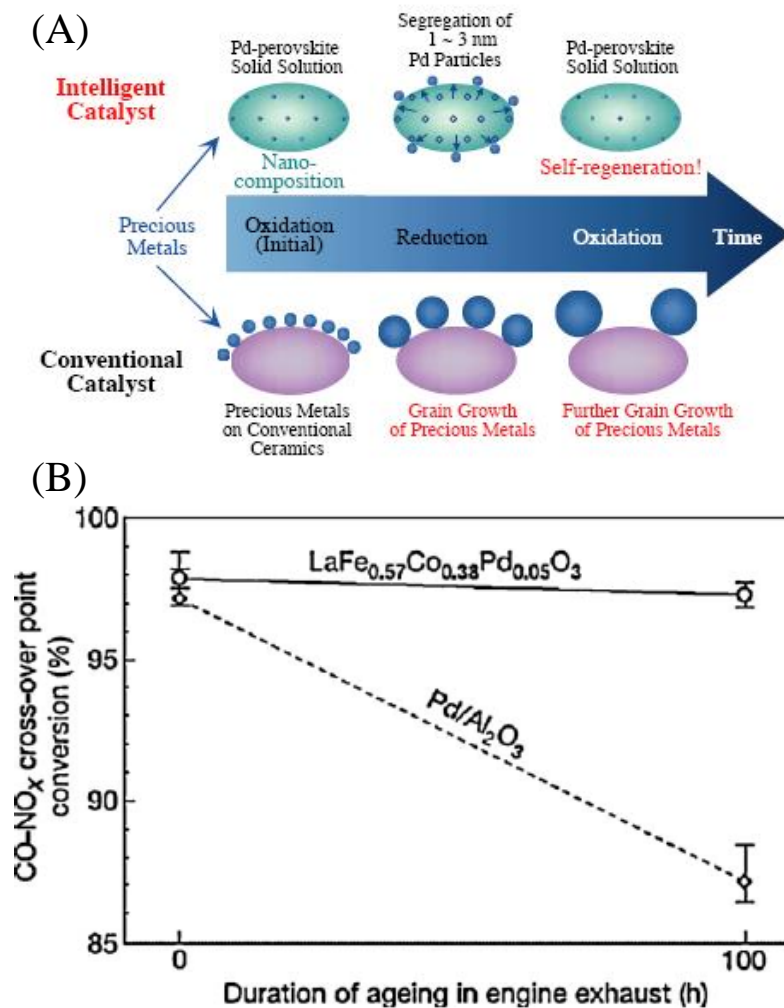 (A)
Pd-perovskite
Solid Solution
Segregation of
1 ~ 3 nm
Pd Particles
Pd-perovskite
Solid Solution
Intelligent
Catalyst
Nano-
composition
Self-regeneration!
Precious
Metals
Oxidation
(Initial)
Reduction
Oxidation
Time
Conventional
Catalyst
Precious Metals
on Conventional
Ceramics
Grain Growth
of Precious Metals
Further Grain Growth
of Precious Metals
(B)
CO-NOx cross-over point
conversion (%)
100
95
90
85
LaFe0.57Co0.38Pd0.05O3
Pd/Al2O3
0
100
Duration of ageing in engine exhaust (h)